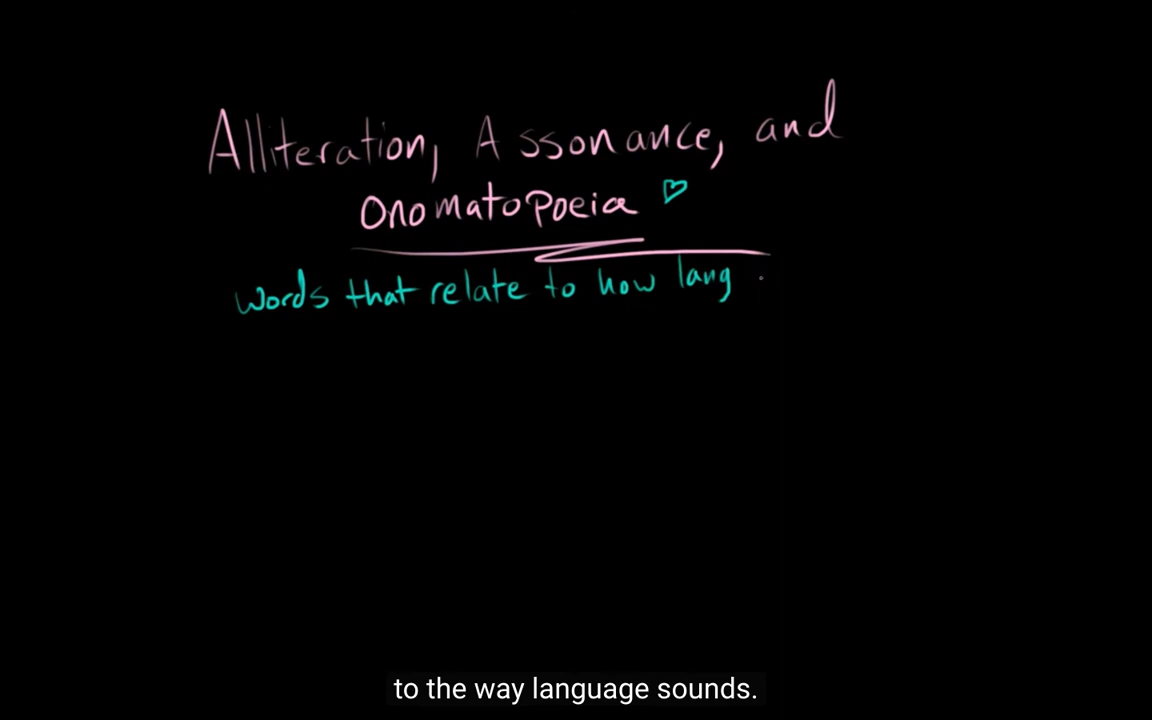 Alliteration, Assonance, and
Onomatopoeia
words that relate to how lang
to the way language sounds.